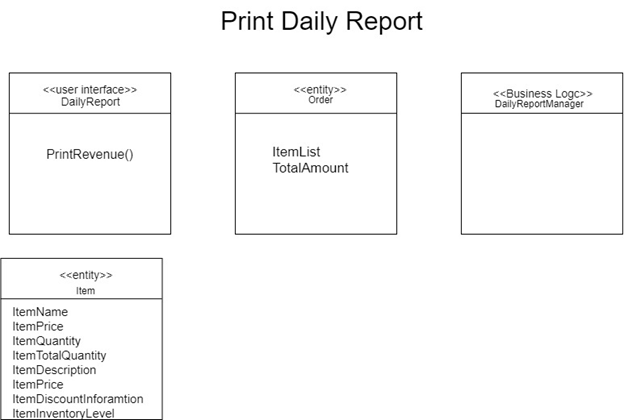 Print Daily Report
<<user interface>>
DailyReport
PrintRevenue()
<<entity>>
Order
ItemList
TotalAmount
<<Business Logc>>
DailyReportManager
<<entity>>
Item
ItemName
ItemPrice
ItemQuantity
ItemTotalQuantity
ItemDescription
ItemPrice
ItemDiscountInforamtion
ItemInventoryLevel